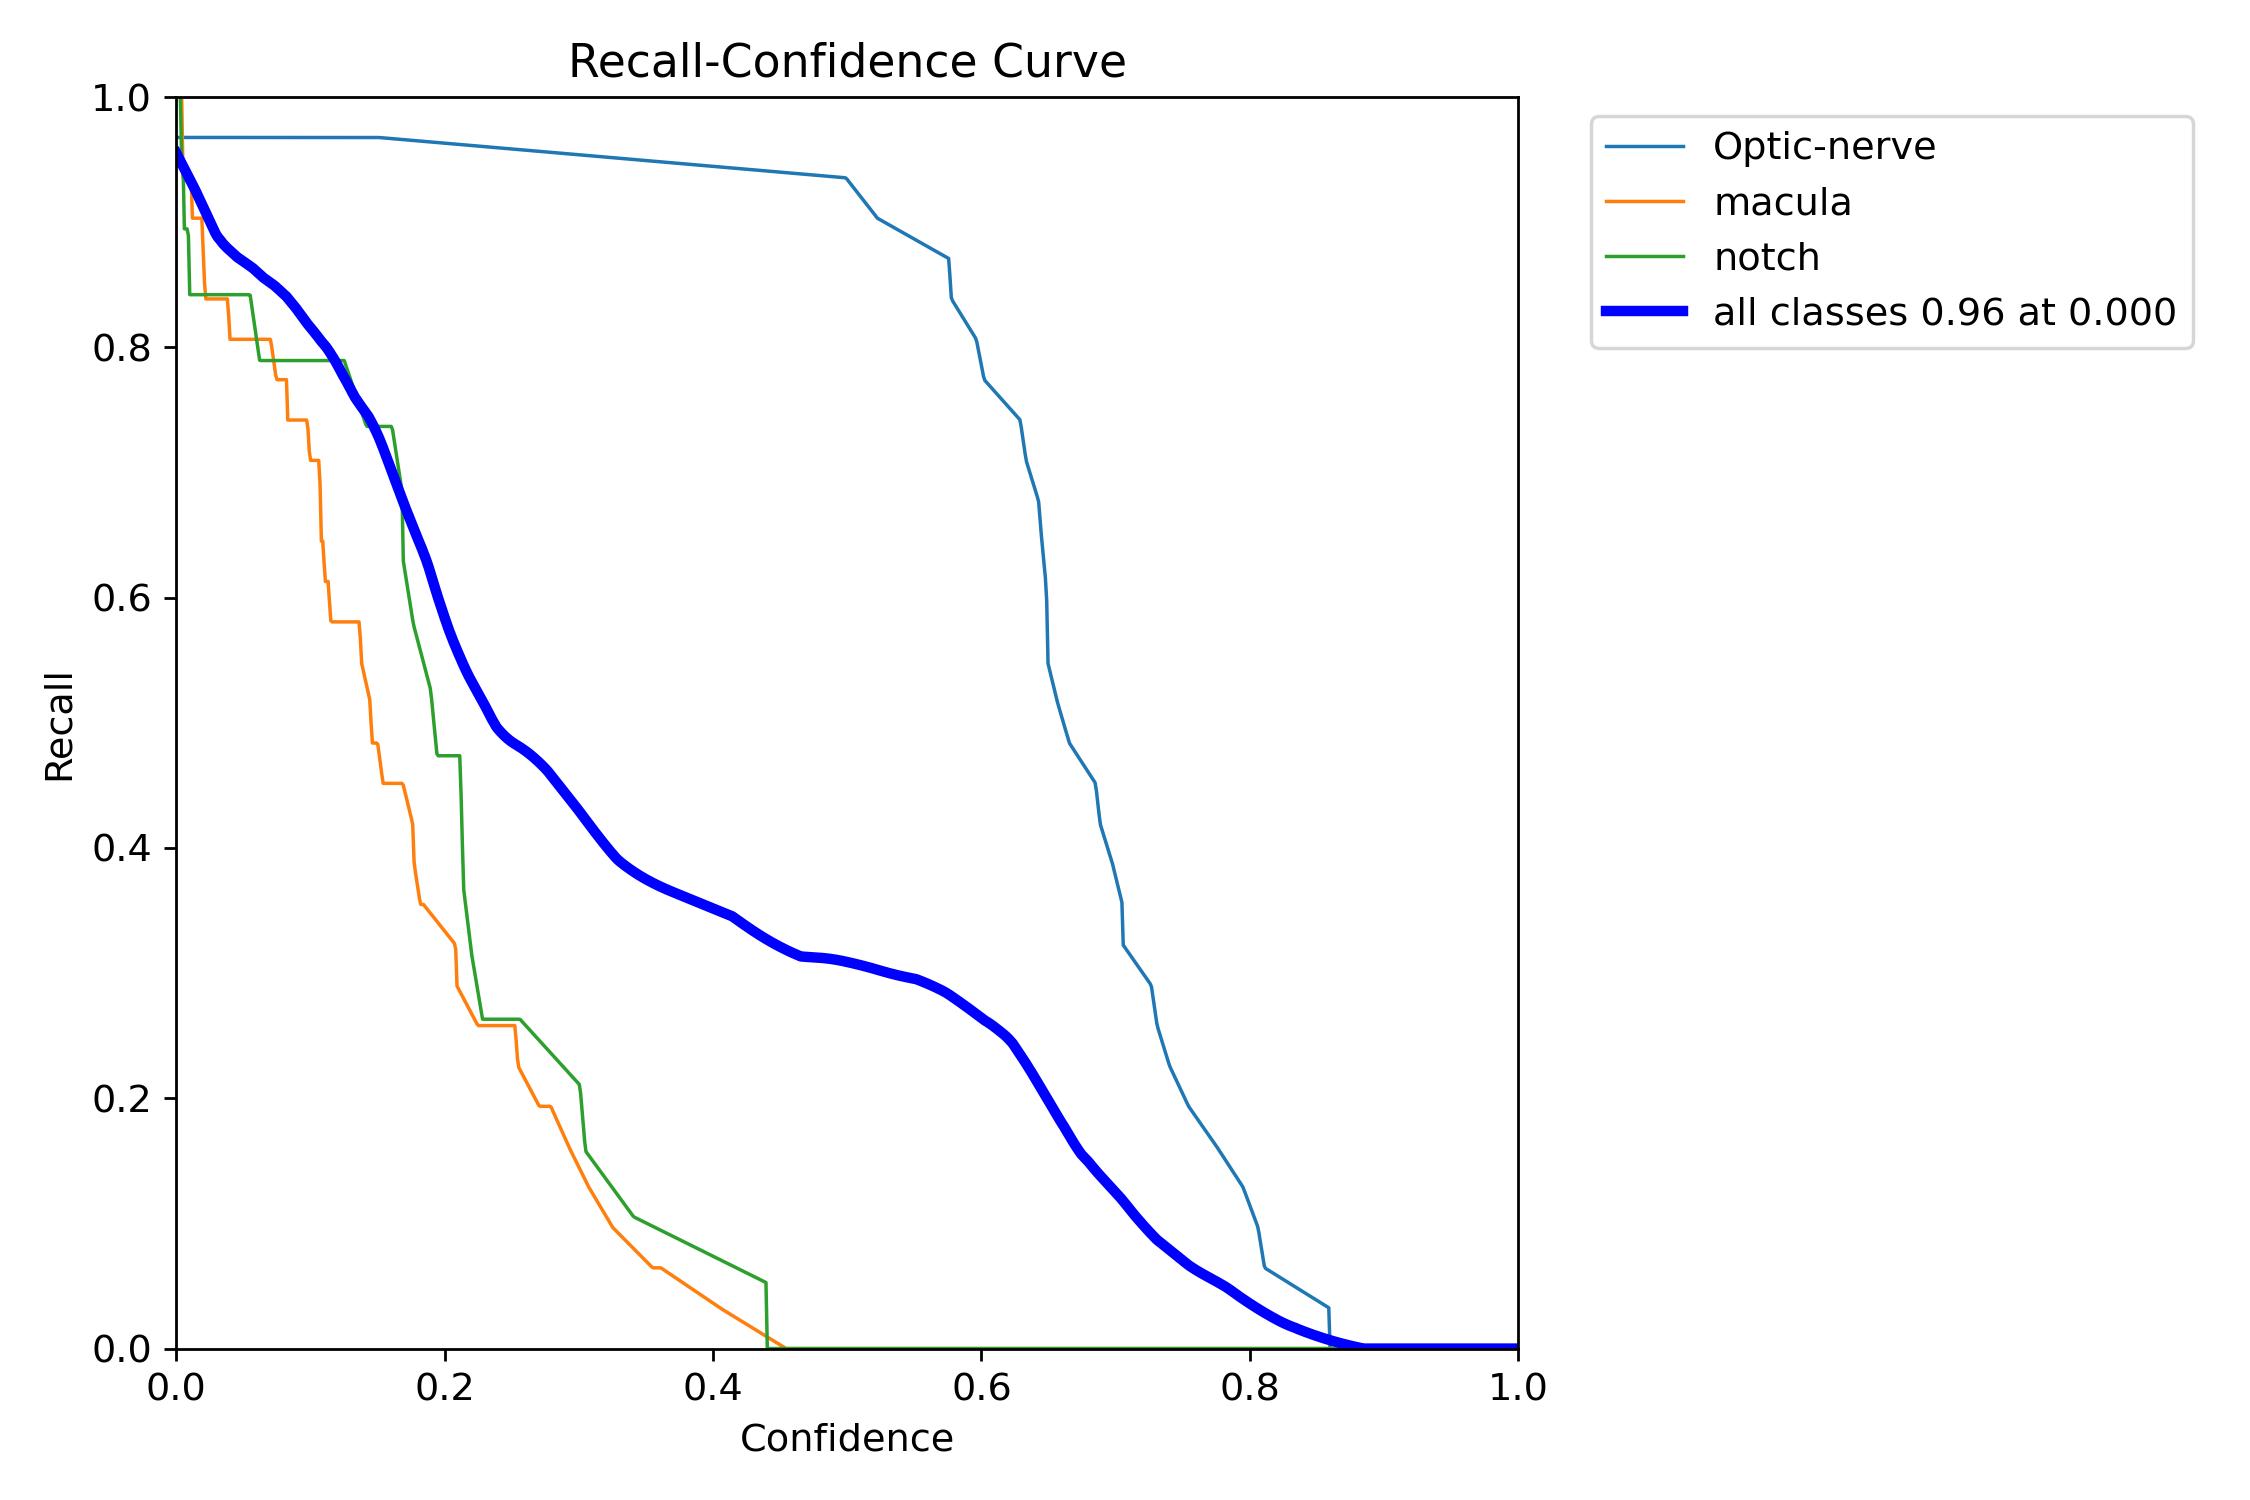 Recall-Confidence Curve
1.0
0.8
0.6
0.4
0.2
0.0
Recall
0.0 0.2 0.4 0.6 0.8 1.0
Confidence
Optic-nerve
macula
notch
all classes 0.96 at 0.000